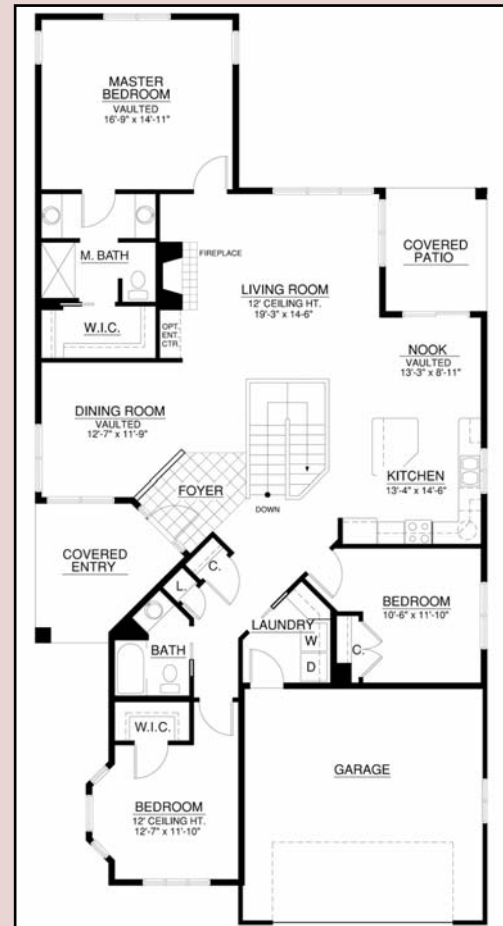 MASTER
BEDROOM
VAULTED
16'-9" x 14'-11"
M. BATH
FIREPLACE
COVERED
PATIO
LIVING ROOM
12' CEILING HT.
19'-3" x 14'-6"
W.I.C.
OPT.
ENT.
CTR.
NOOK
VAULTED
13'-3" x 8'-11"
DINING ROOM
VAULTED
12'-7" x 11'-9"
KITCHEN
13'-4" x 14'-6"
FOYER
DOWN
COVERED
ENTRY
C.
L.
BEDROOM
10'-6" x 11'-10"
LAUNDRY
W
D
C.
BATH
W.I.C.
GARAGE
BEDROOM
12' CEILING HT.
12'-7" x 11'-10"